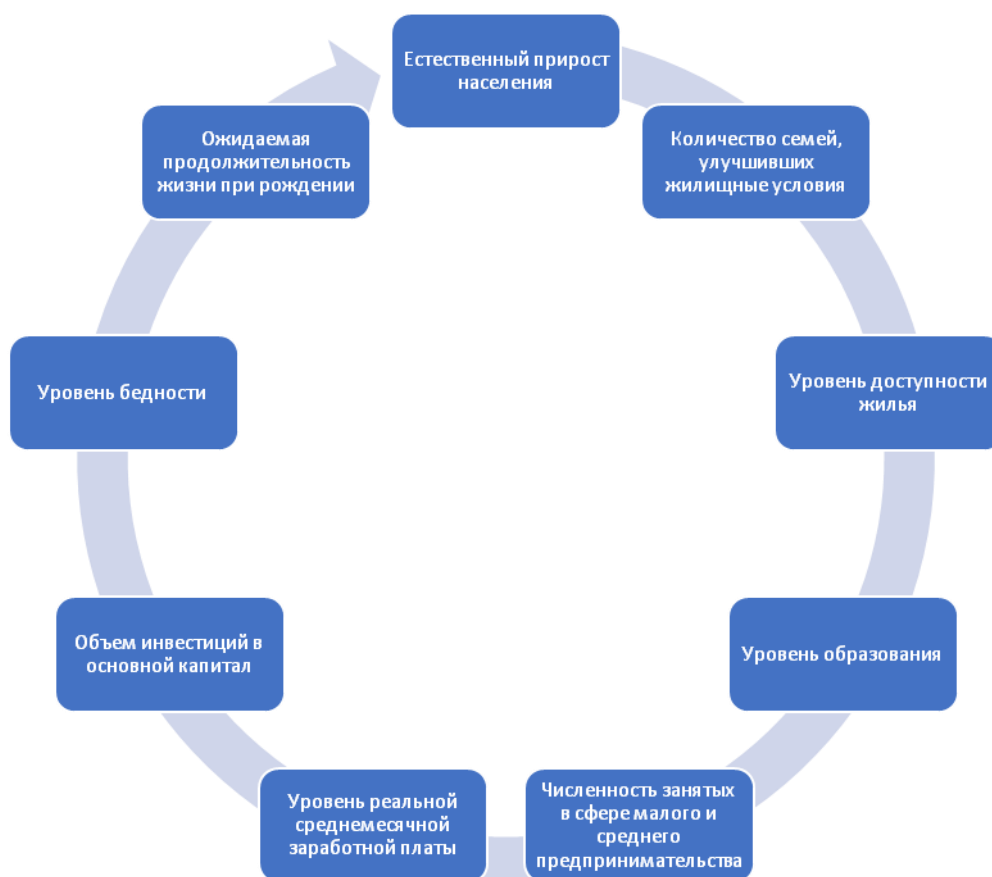 Естественный прирост
населения
Количество семей,
улучшивших
жилищные условия
Уровень доступности
жилья
Уровень образования
Численность занятых
в сфере малого и
среднего
предпринимательства
Уровень реальной
среднемесячной
заработной платы
Объем инвестиций в
основной капитал
Уровень бедности
Ожидаемая
продолжительность
жизни при рождении